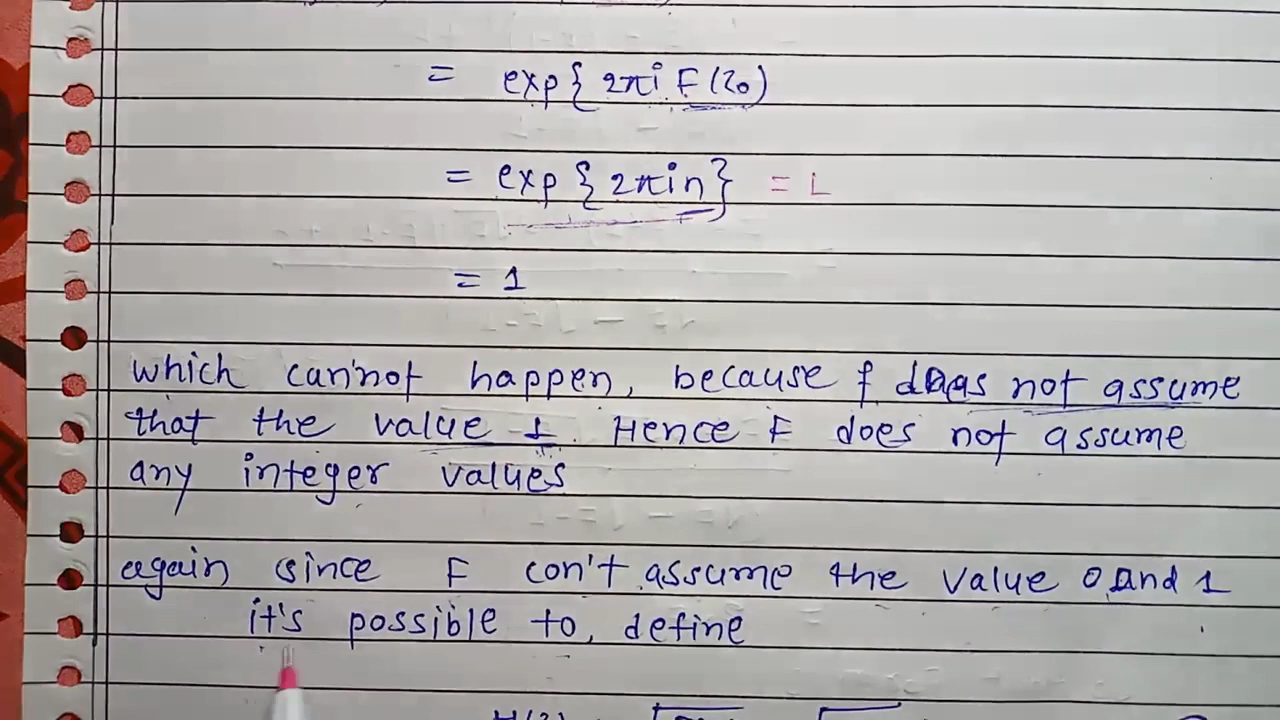 = exp{ 2πi F(z₀)
= exp {2πin} = 1
= 1
which cannot happen, because f does not assume
that the value 1. Hence F does not assume
any integer values
again since F con't assume the value 0 and 1
it's possible to, define